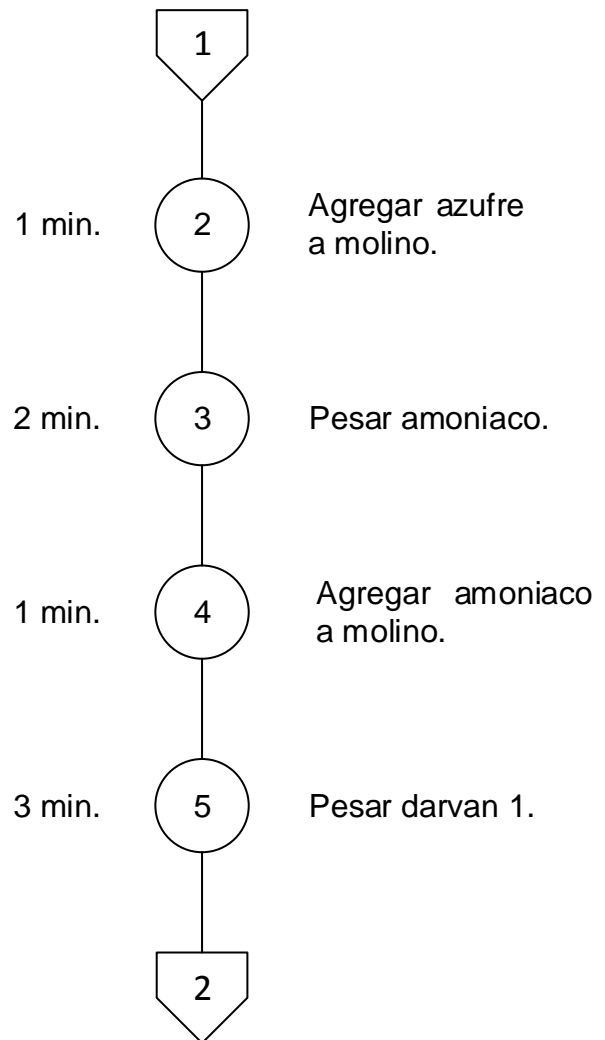 1
1 min.
2
Agregar azufre
a molino.
2 min.
3
Pesar amoniaco.
1 min.
4
Agregar amoniaco
a molino.
3 min.
5
Pesar darvan 1.
2